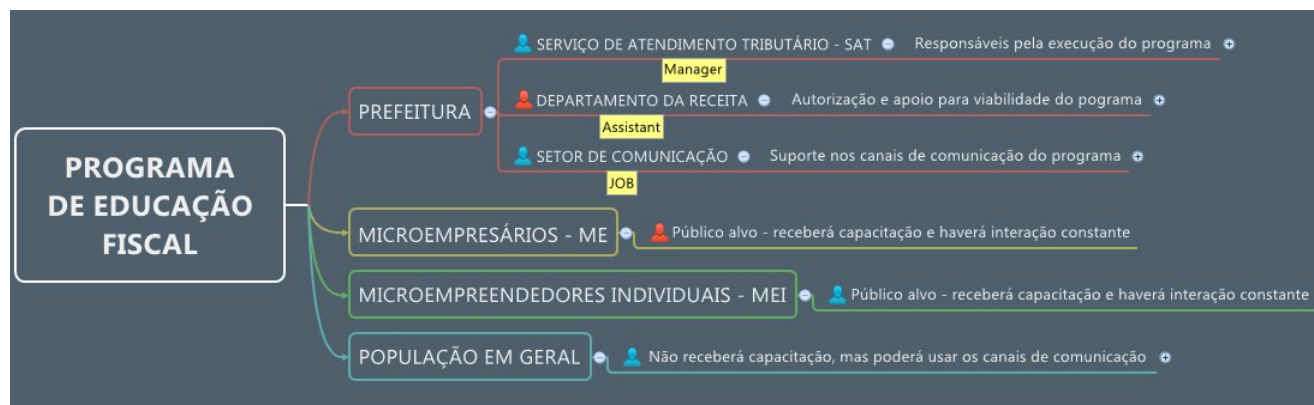 PROGRAMA
DE EDUCAÇÃO
FISCAL
PREFEITURA
SERVIÇO DE ATENDIMENTO TRIBUTÁRIO - SAT
Responsáveis pela execução do programa
Manager
DEPARTAMENTO DA RECEITA
Autorização e apoio para viabilidade do pograma
Assistant
SETOR DE COMUNICAÇÃO
Suporte nos canais de comunicação do programa
JOB
MICROEMPRESÁRIOS - ME
Público alvo - receberá capacitação e haverá interação constante
MICROEMPREENDEDORES INDIVIDUAIS - MEI
Público alvo - receberá capacitação e haverá interação constante
POPULAÇÃO EM GERAL
Não receberá capacitação, mas poderá usar os canais de comunicação